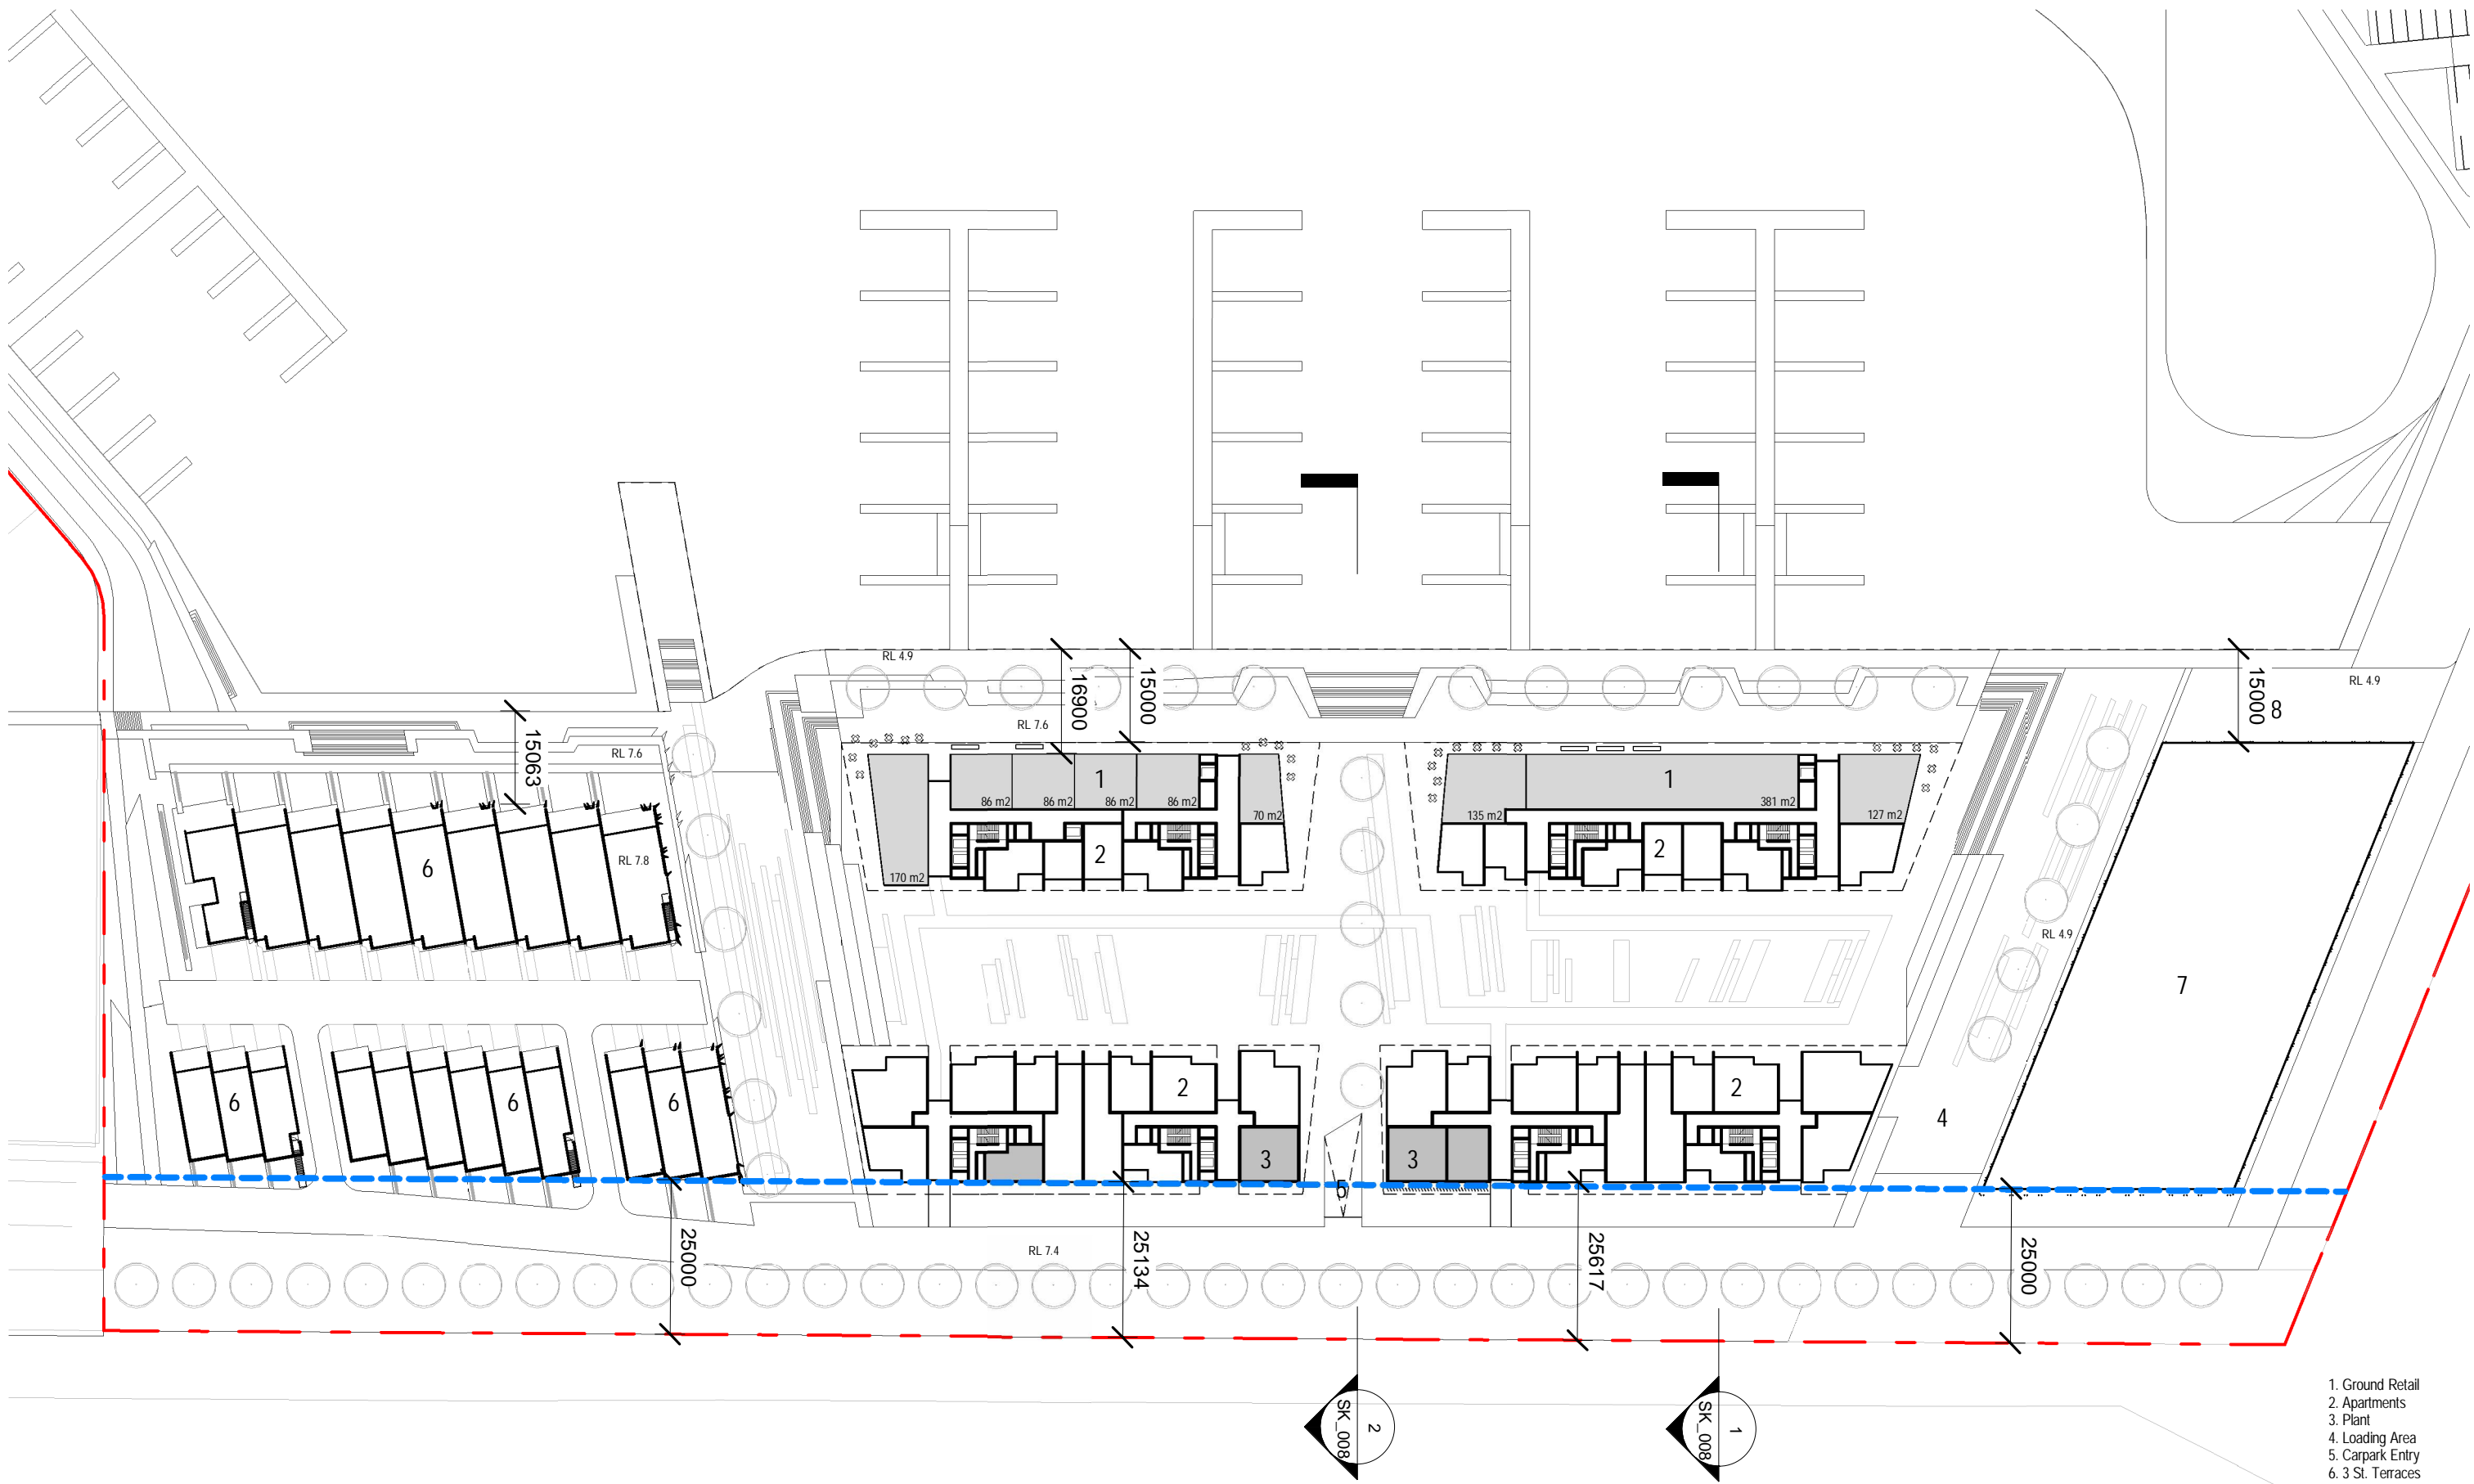 RL 4.9
16900
15000
15000
8
RL 4.9
RL 7.6
15063
RL 7.6
1
86 m2
86 m2
86 m2
86 m2
70 m2
1
135 m2
381 m2
127 m2
6
RL 7.8
2
170 m2
2
RL 4.9
7
6
6
6
2
2
4
3
3
5
25000
RL 7.4
25134
25617
25000
2
SK_008
1
SK_008
1. Ground Retail
2. Apartments
3. Plant
4. Loading Area
5. Carpark Entry
6. 3 St. Terraces